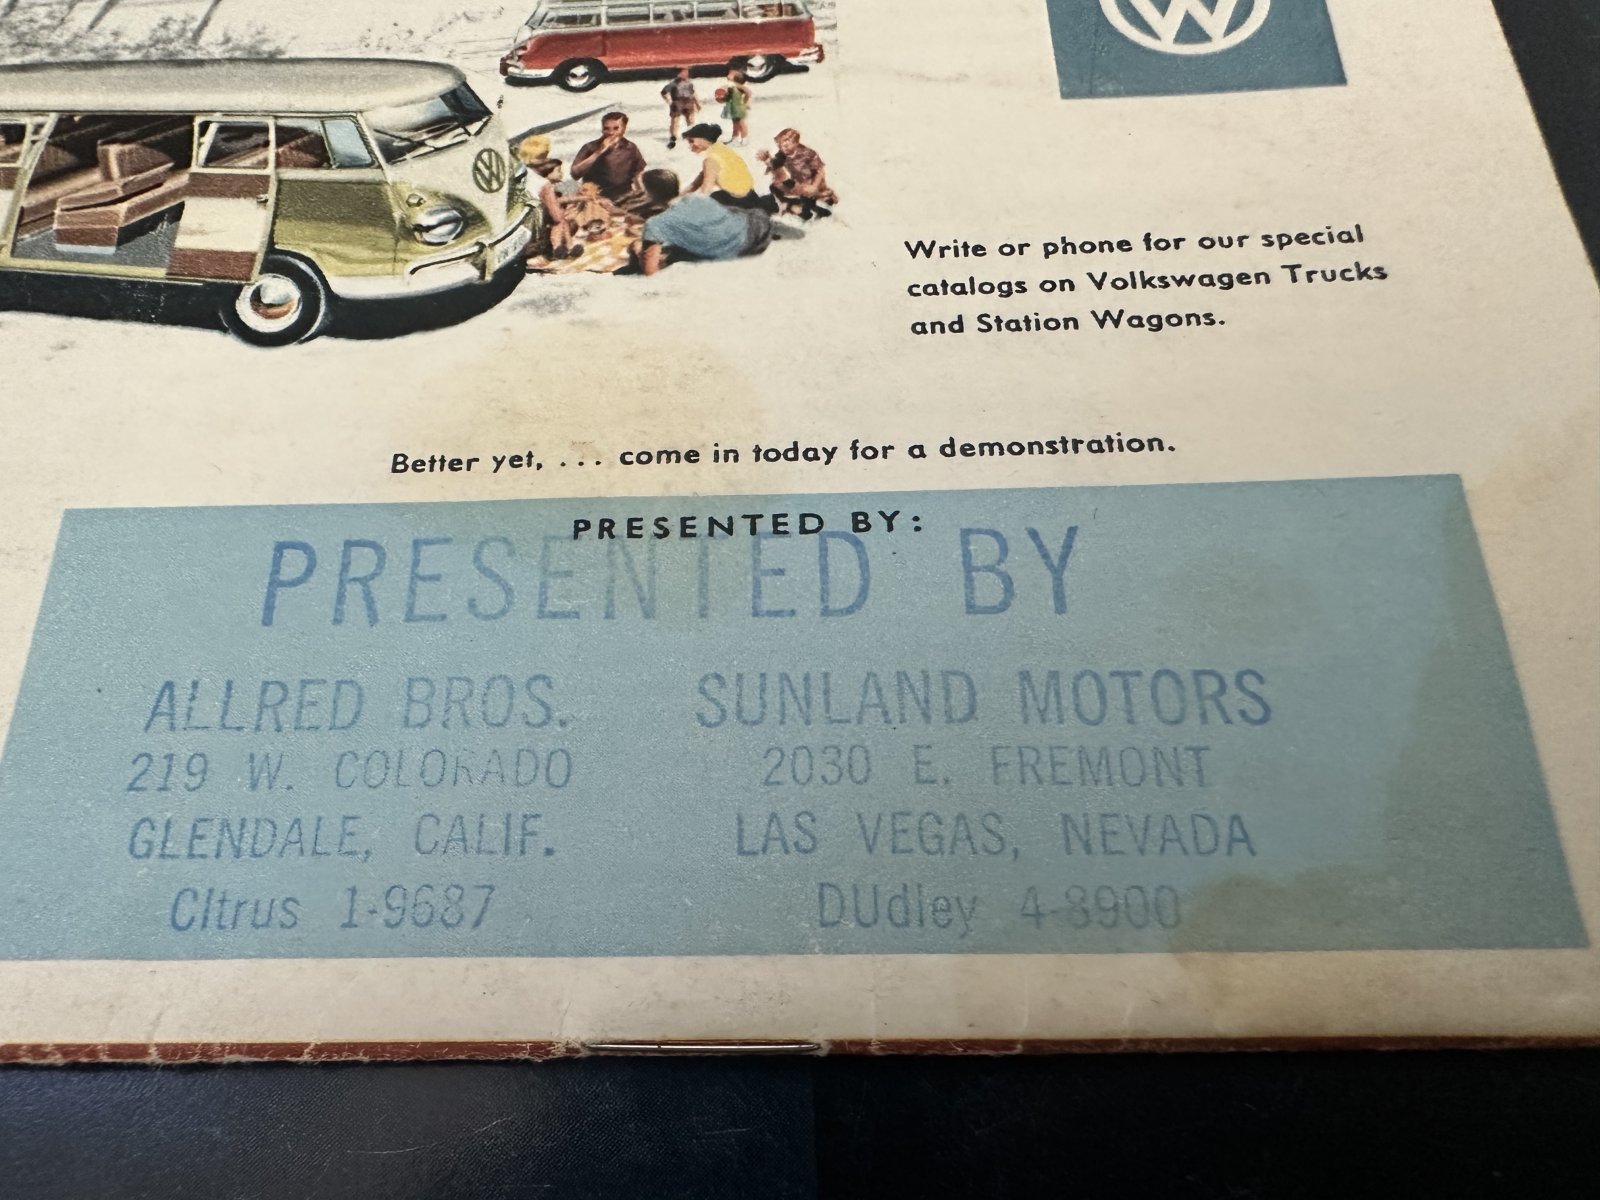 Write or phone for our special
catalogs on Volkswagen Trucks
and Station Wagons.
Better yet, . . . come in today for a demonstration.
PRESENTED BY:
PRESENTED BY
ALLRED BROS.
219 W. COLORADO
GLENDALE, CALIF.
CItrus 1-9687
SUNLAND MOTORS
2030 E. FREMONT
LAS VEGAS, NEVADA
DUdley 4-3900